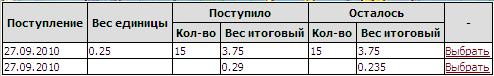 Поступление Вес единицы Поступило Осталось -
Кол-во Вес итоговый Кол-во Вес итоговый
27.09.2010 0.25 15 3.75 15 3.75 Выбрать
27.09.2010 0.29 0.235 Выбрать